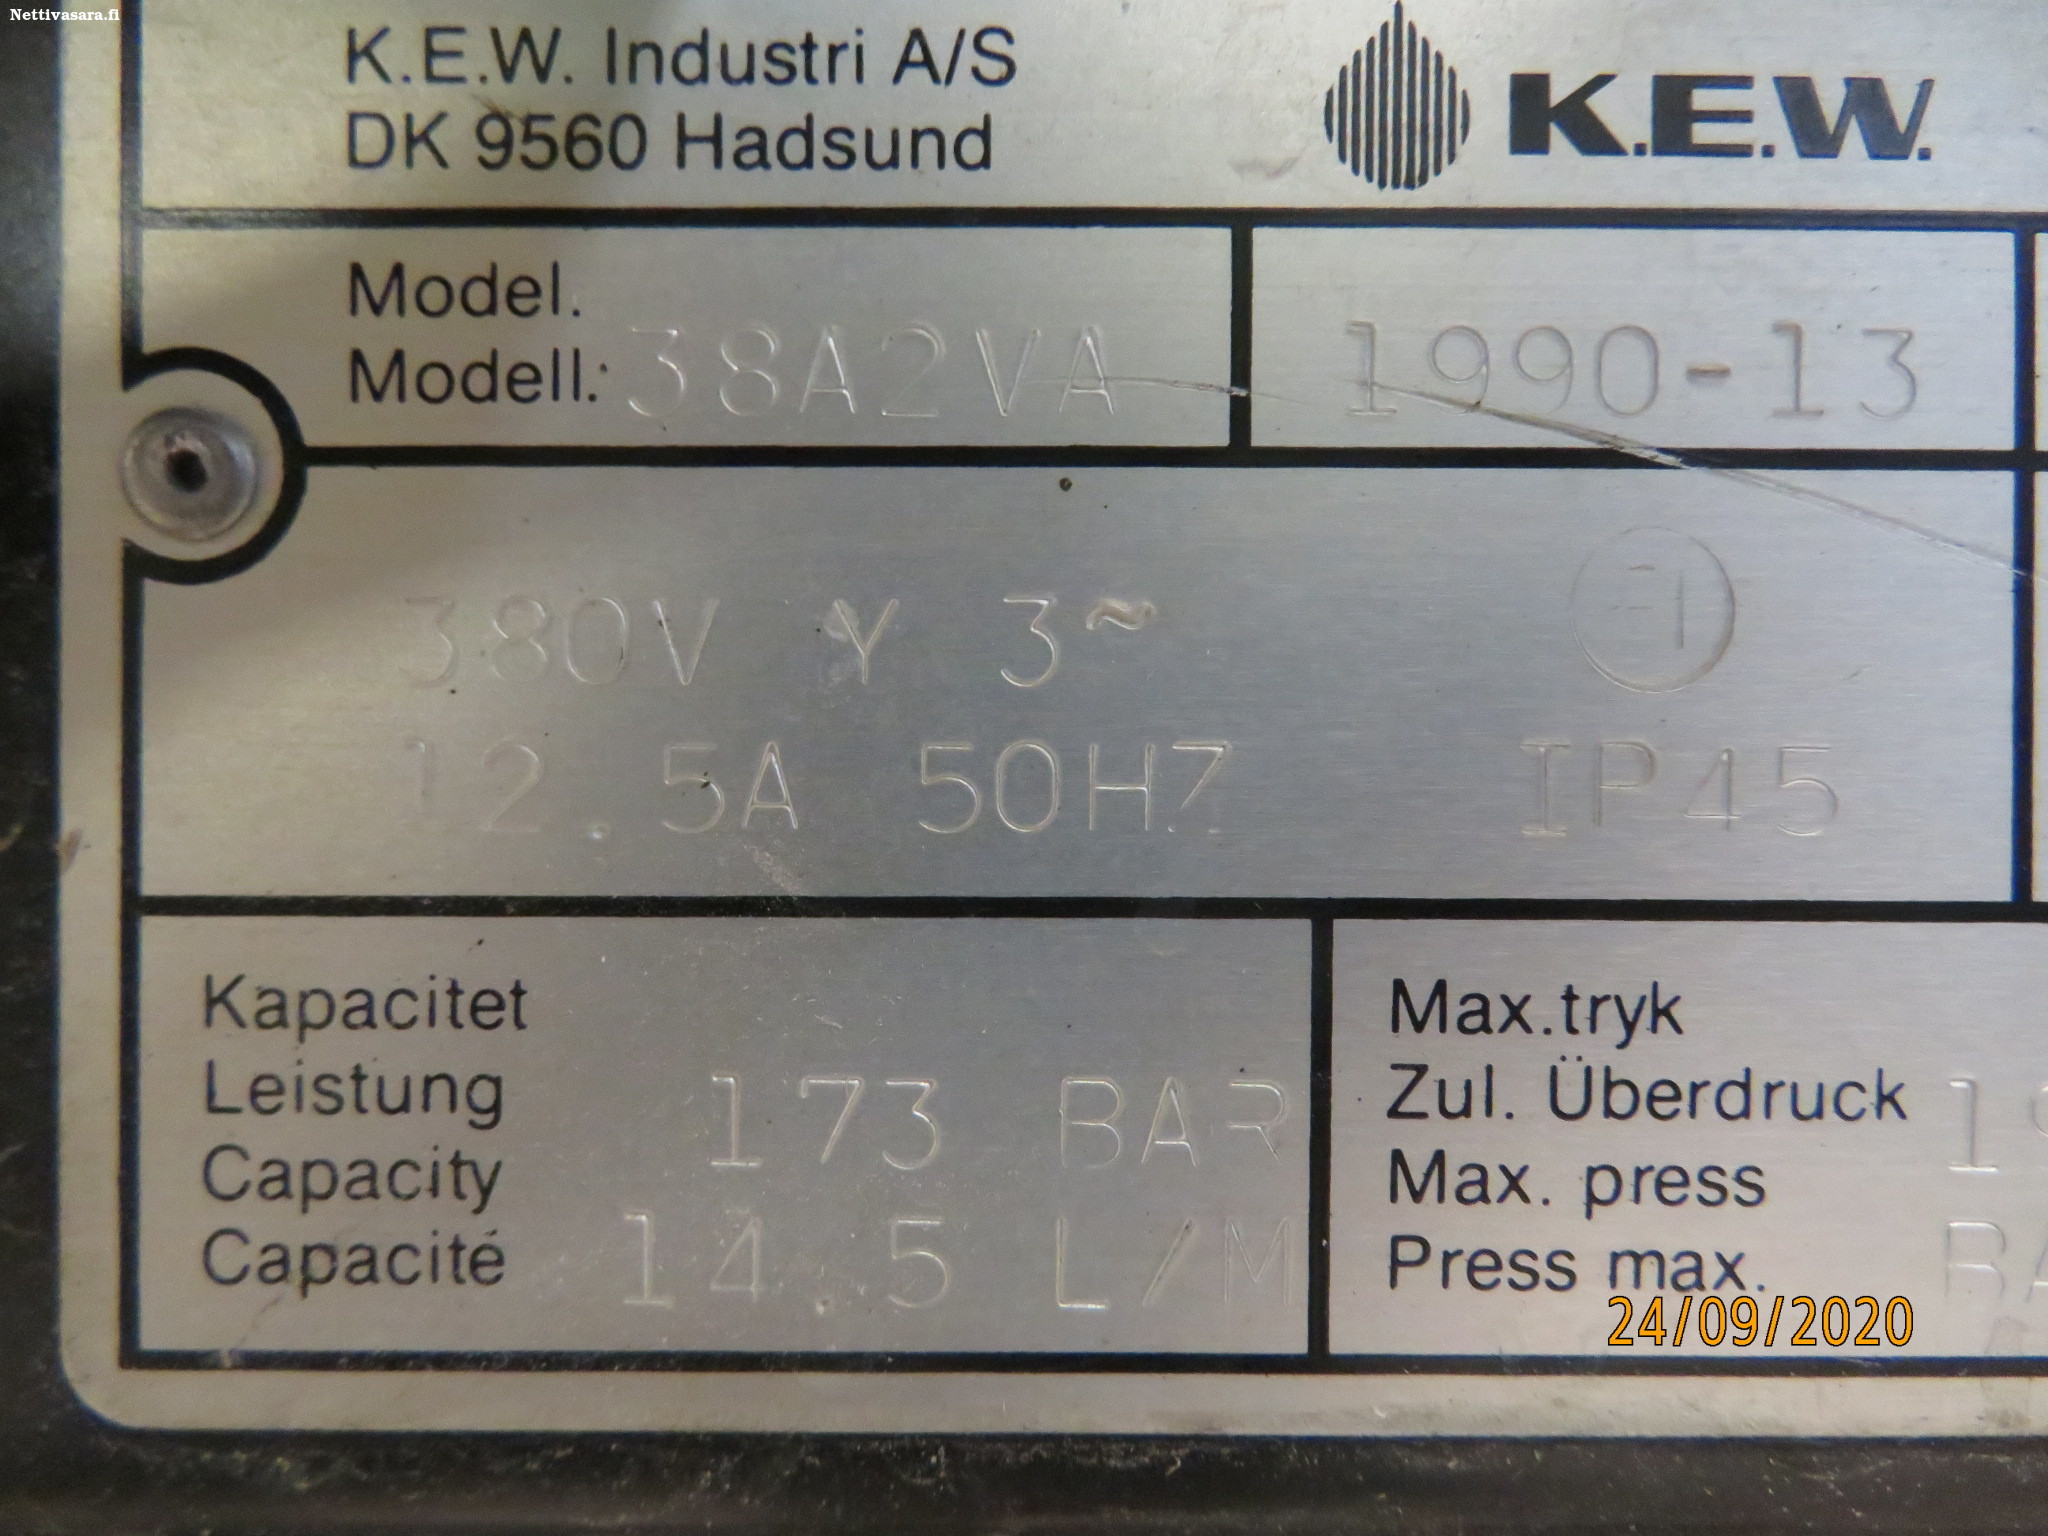 Nettivasara.fi
K.E.W. Industri A/S
DK 9560 Hadsund
K.E.W.
Model.
Modell.: 38A2VA
1990-13
380V Y 3~
12.5A 50HZ
IP45
Kapacitet
Leistung
Capacity
Capacité
173 BAR
14.5 L/M
Max.tryk
Zul. Überdruck
Max. press
Press max.
24/09/2020